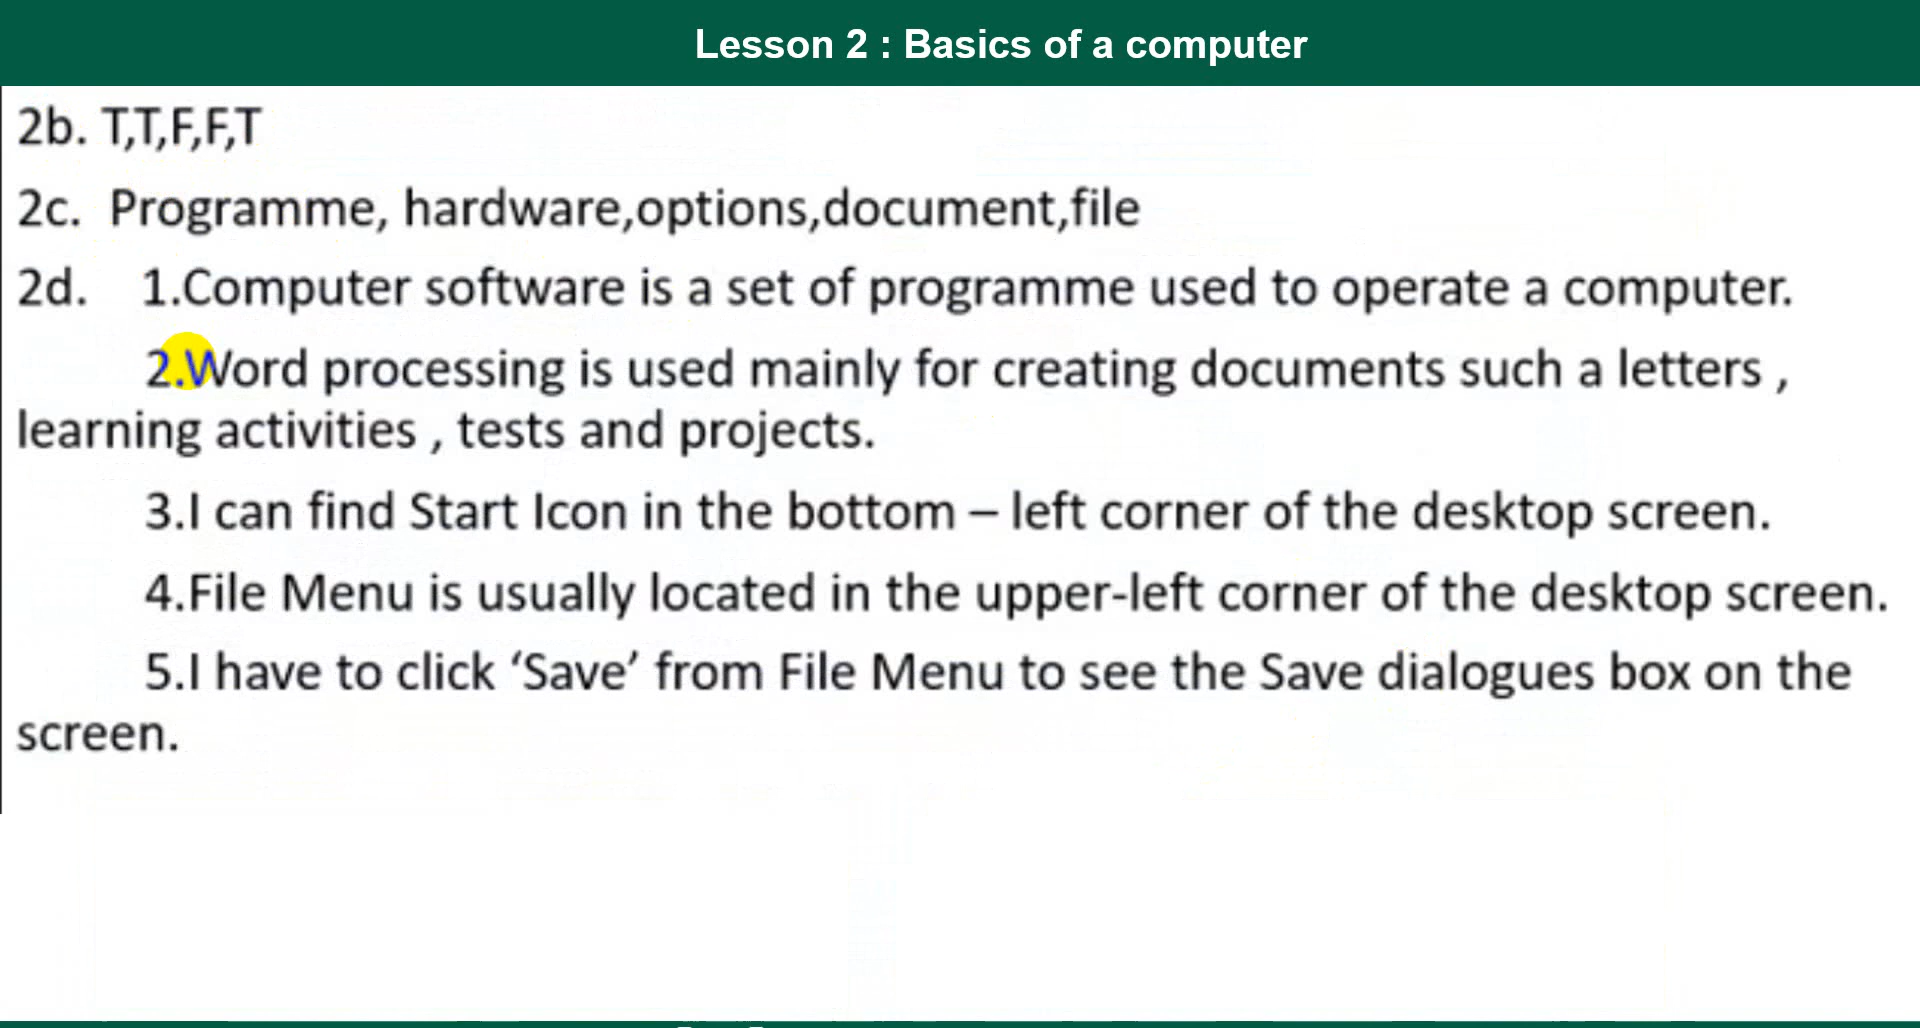 Lesson 2 : Basics of a computer
2b. T,T,F,F,T
2c. Programme, hardware,options,document,file
2d. 1.Computer software is a set of programme used to operate a computer.
2.Word processing is used mainly for creating documents such a letters ,
learning activities , tests and projects.
3.I can find Start Icon in the bottom – left corner of the desktop screen.
4.File Menu is usually located in the upper-left corner of the desktop screen.
5.I have to click ‘Save’ from File Menu to see the Save dialogues box on the
screen.